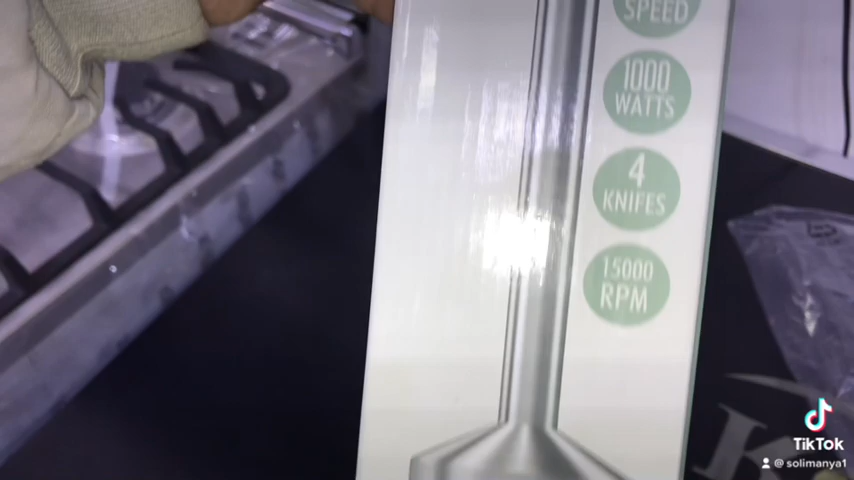 SPEED
1000
WATTS
4
KNIFES
15000
RPM
TikTok
@ solimanya1